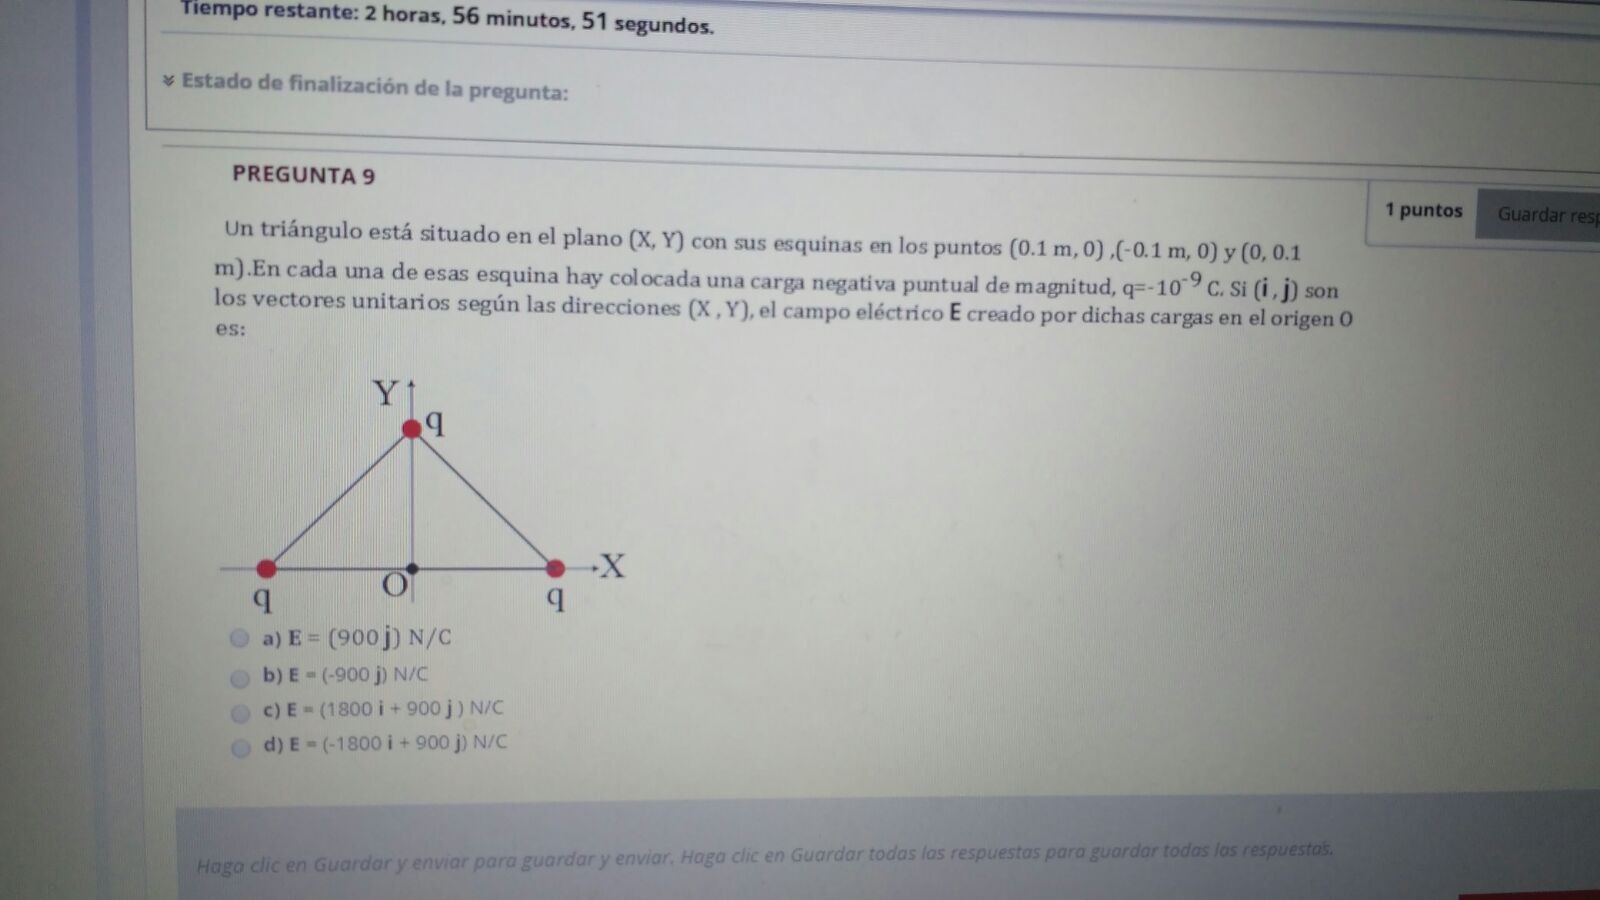 Tiempo restante: 2 horas, 56 minutos, 51 segundos.
Estado de finalización de la pregunta:
PREGUNTA 9
1 puntos
Guardar resp
Un triángulo está situado en el plano (X, Y) con sus esquinas en los puntos (0.1 m, 0) ,(-0.1 m, 0) y (0, 0.1
m).En cada una de esas esquina hay colocada una carga negativa puntual de magnitud, q=-10⁻⁹ C. Si (i , j) son
los vectores unitarios según las direcciones (X , Y), el campo eléctrico E creado por dichas cargas en el origen O
es:
Y
q
X
O
q
q
a) E = (900 j) N/C
b) E = (-900 j) N/C
c) E = (1800 i + 900 j ) N/C
d) E = (-1800 i + 900 j) N/C
Haga clic en Guardar y enviar para guardar y enviar. Haga clic en Guardar todas las respuestas para guardar todas las respuestas.